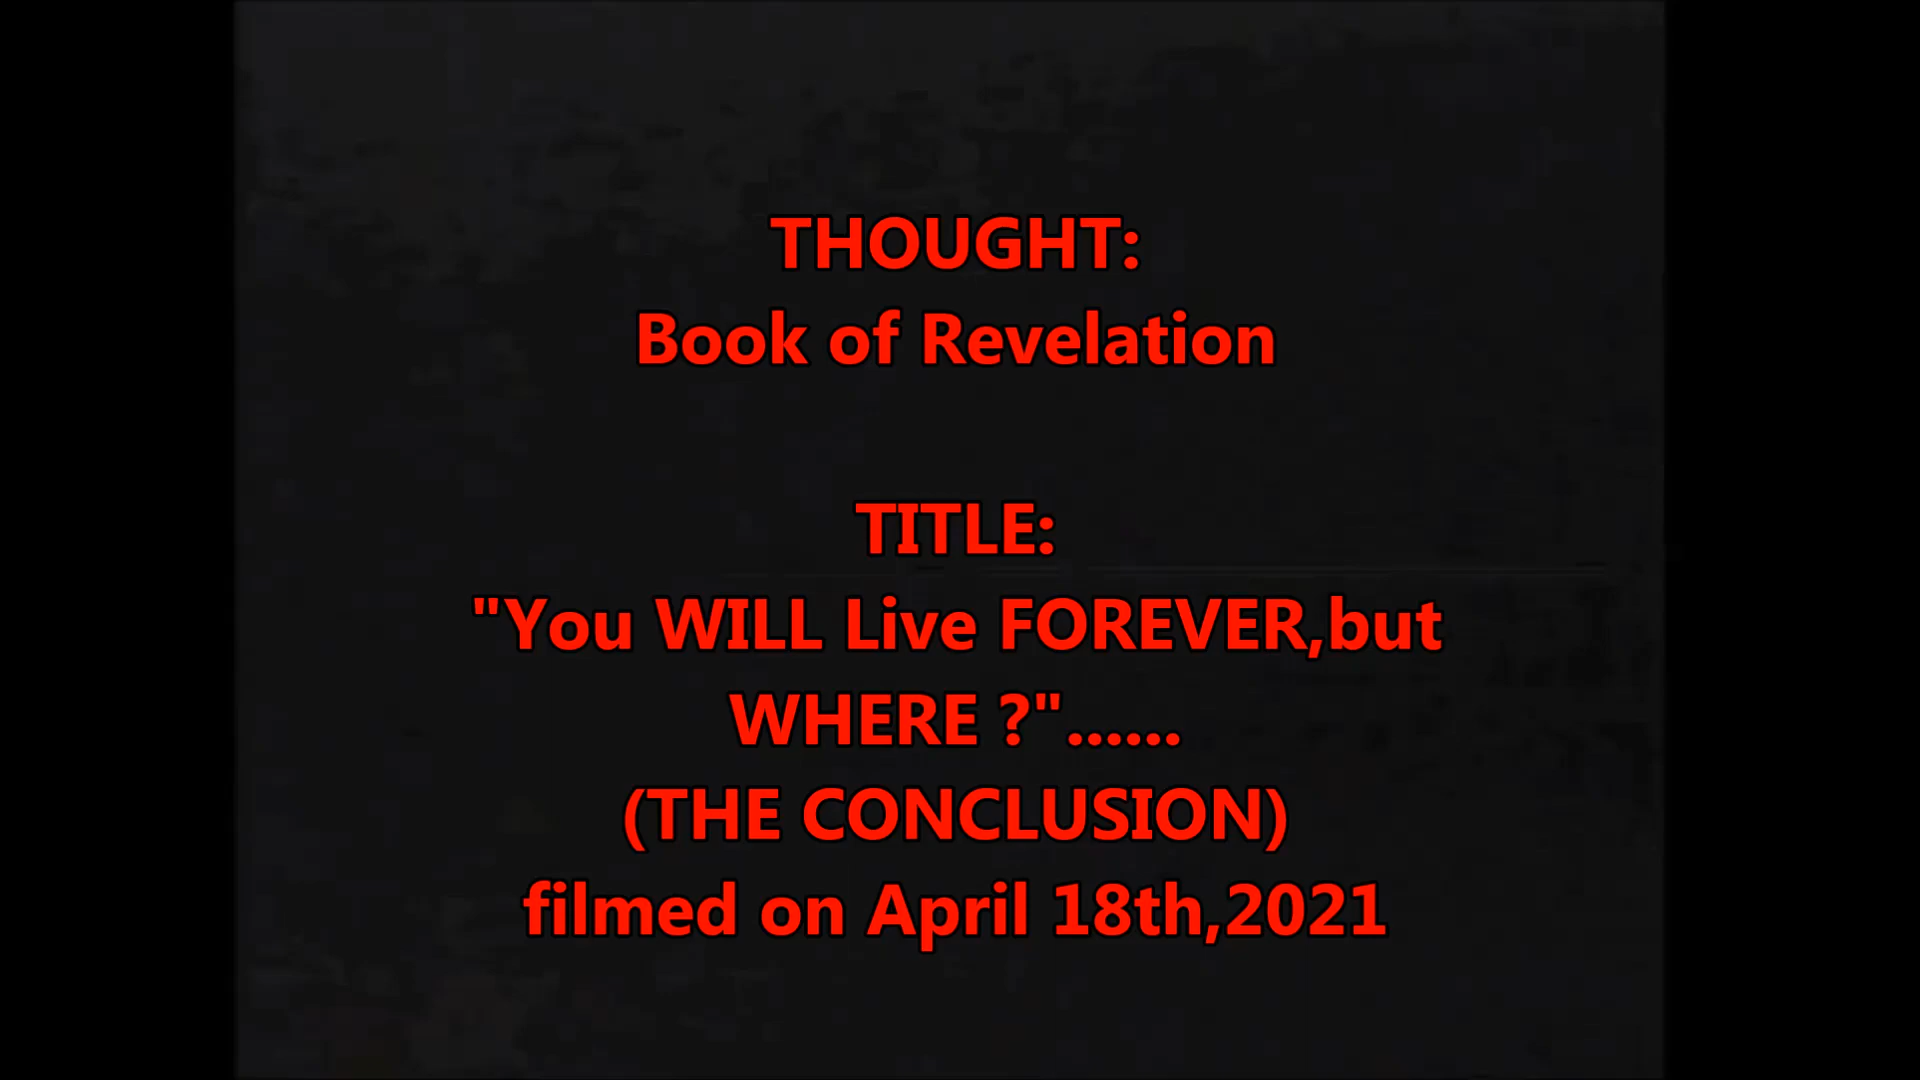 THOUGHT:
Book of Revelation
TITLE:
"You WILL Live FOREVER,but
WHERE ?"......
(THE CONCLUSION)
filmed on April 18th,2021